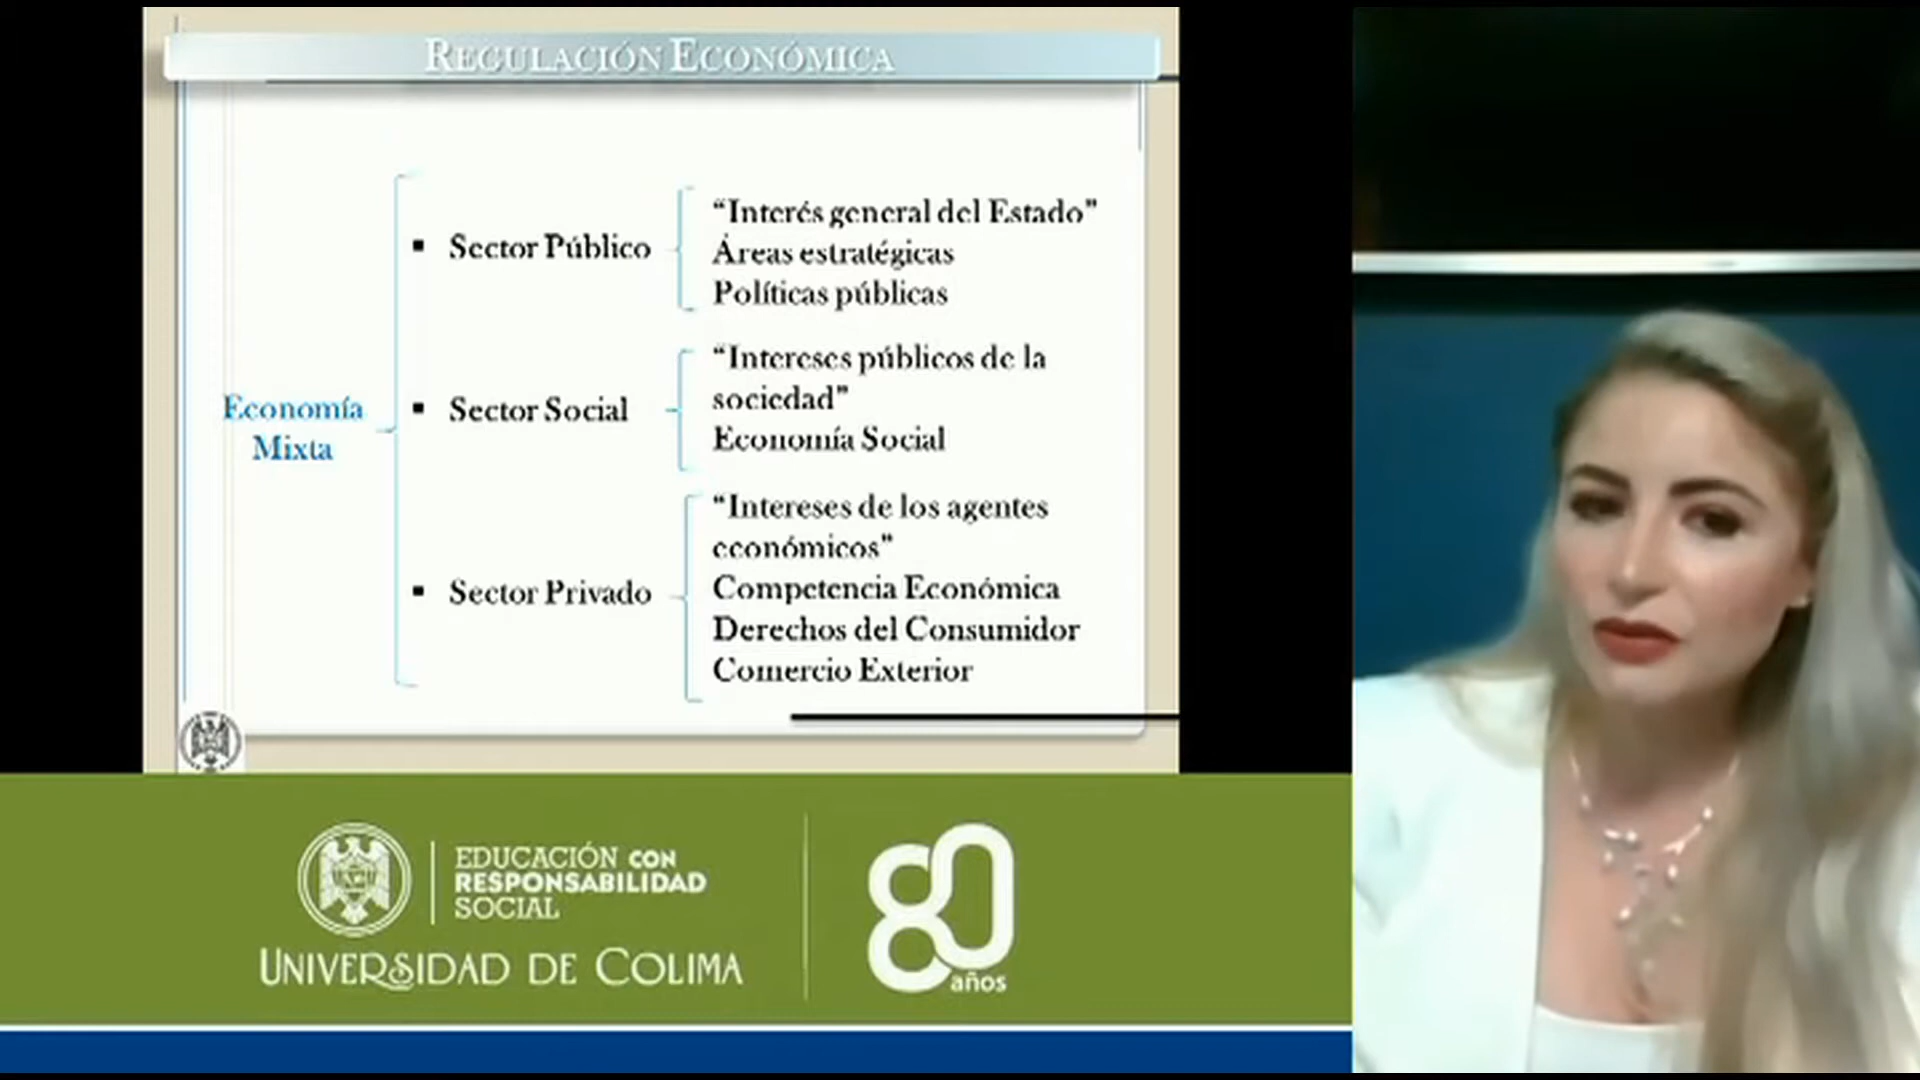 REGULACIÓN ECONÓMICA
Economía
Mixta
▪ Sector Público
“Interés general del Estado”
Áreas estratégicas
Políticas públicas
▪ Sector Social
“Intereses públicos de la
sociedad”
Economía Social
▪ Sector Privado
“Intereses de los agentes
económicos”
Competencia Económica
Derechos del Consumidor
Comercio Exterior
EDUCACIÓN CON
RESPONSABILIDAD
SOCIAL
UNIVERSIDAD DE COLIMA
80
años